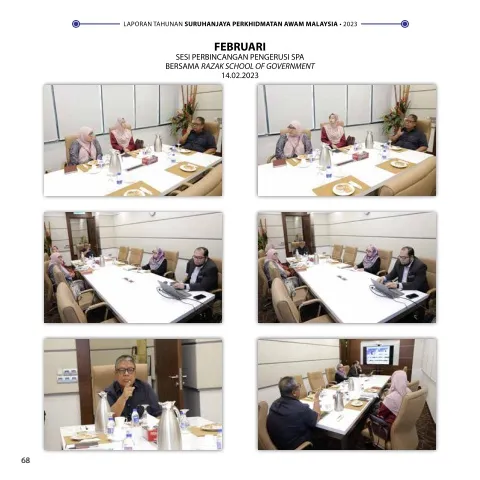 LAPORAN TAHUNAN SURUHANJAYA PERKHIDMATAN AWAM MALAYSIA • 2023
FEBRUARI
SESI PERBINCANGAN PENGERUSI SPA
BERSAMA RAZAK SCHOOL OF GOVERNMENT
14.02.2023
68